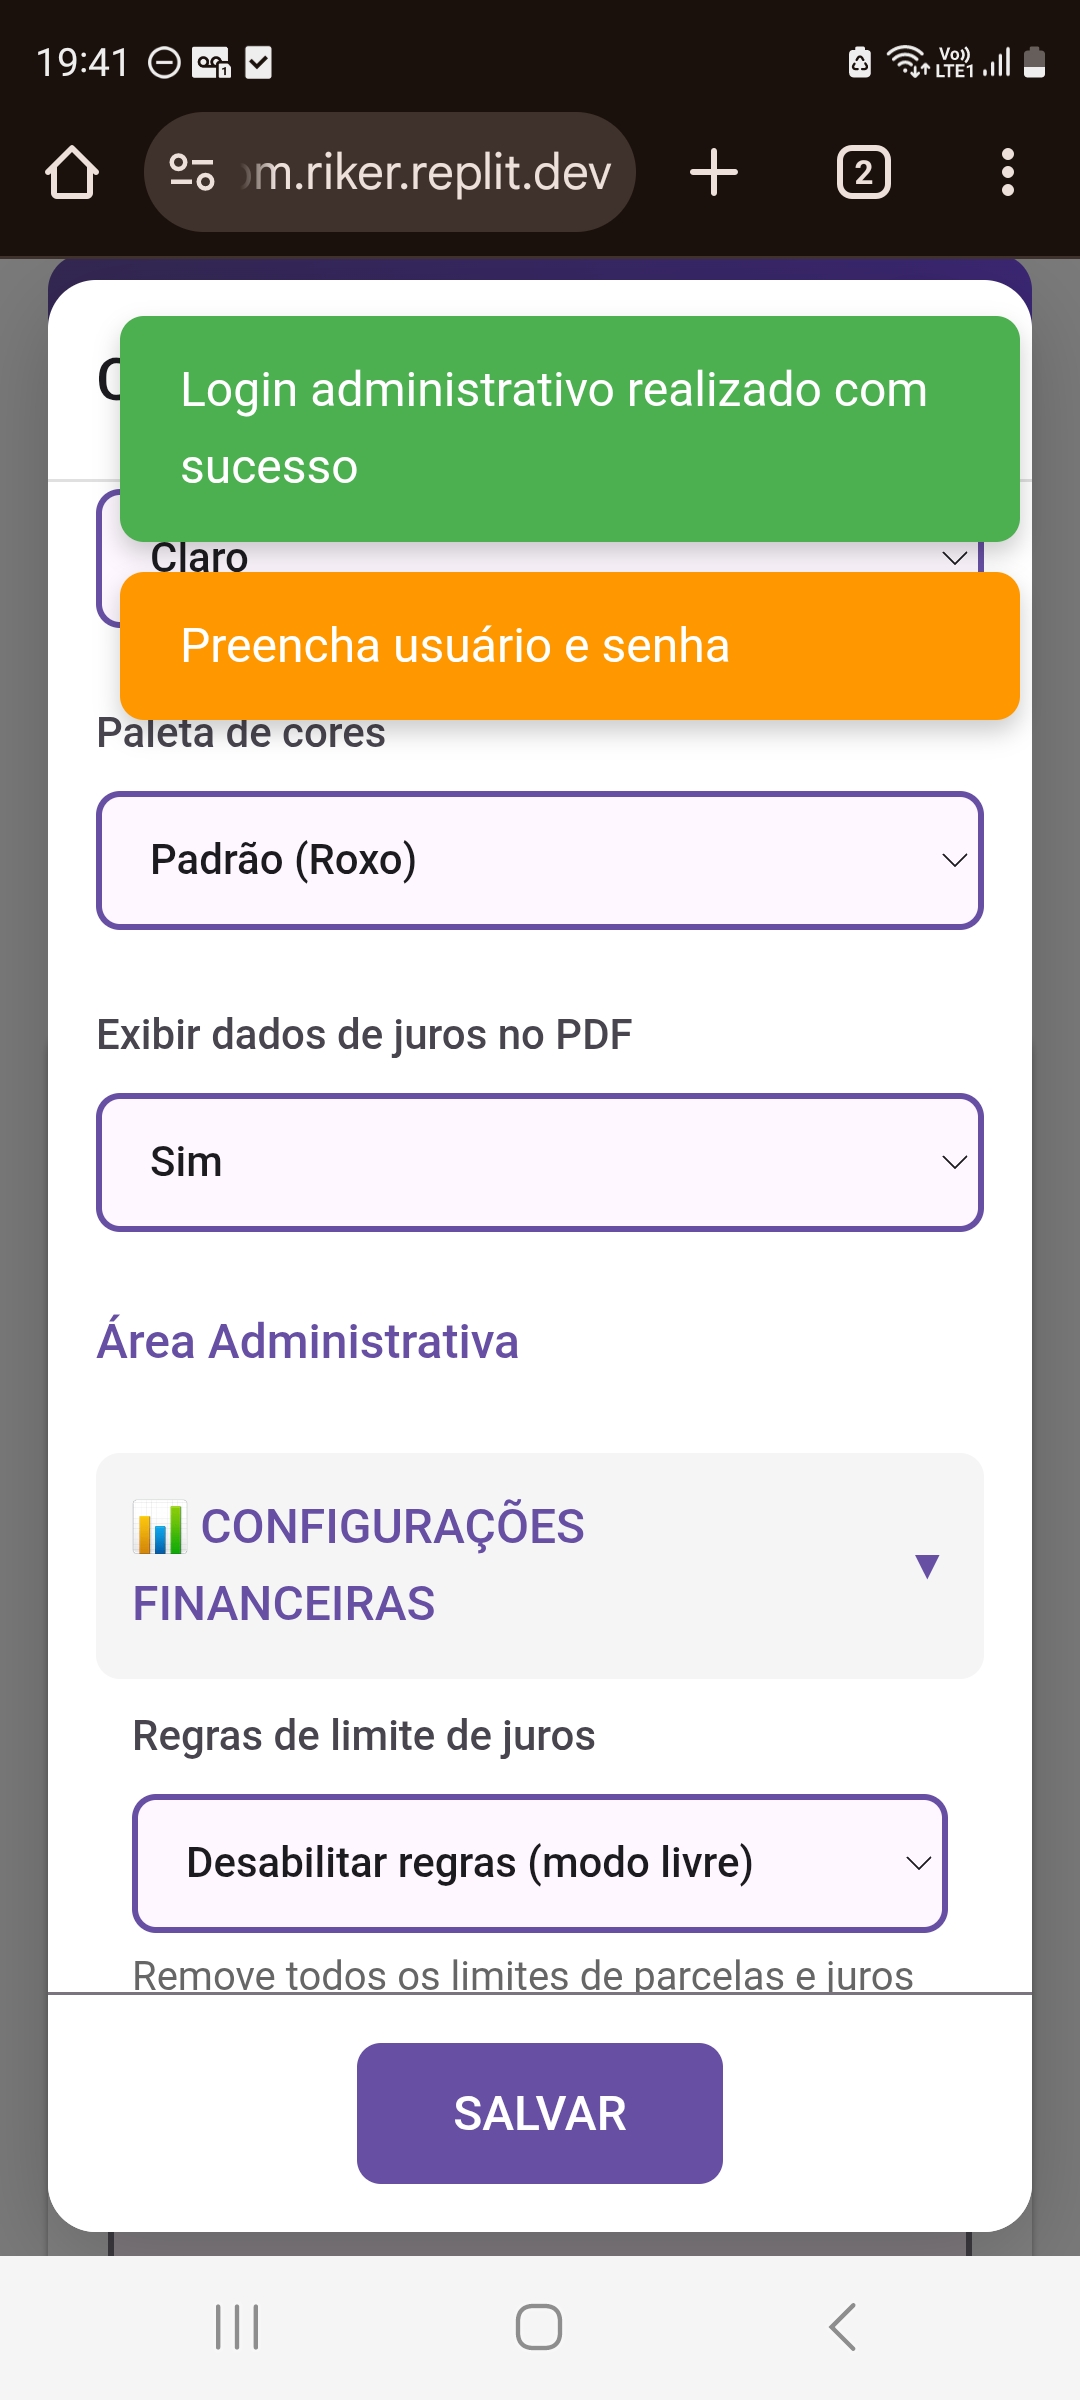 19:41
Vo))
LTE1
m.riker.replit.dev
2
Login administrativo realizado com
sucesso
Claro
Preencha usuário e senha
Paleta de cores
Padrão (Roxo)
Exibir dados de juros no PDF
Sim
Área Administrativa
CONFIGURAÇÕES
FINANCEIRAS
Regras de limite de juros
Desabilitar regras (modo livre)
Remove todos os limites de parcelas e juros
SALVAR